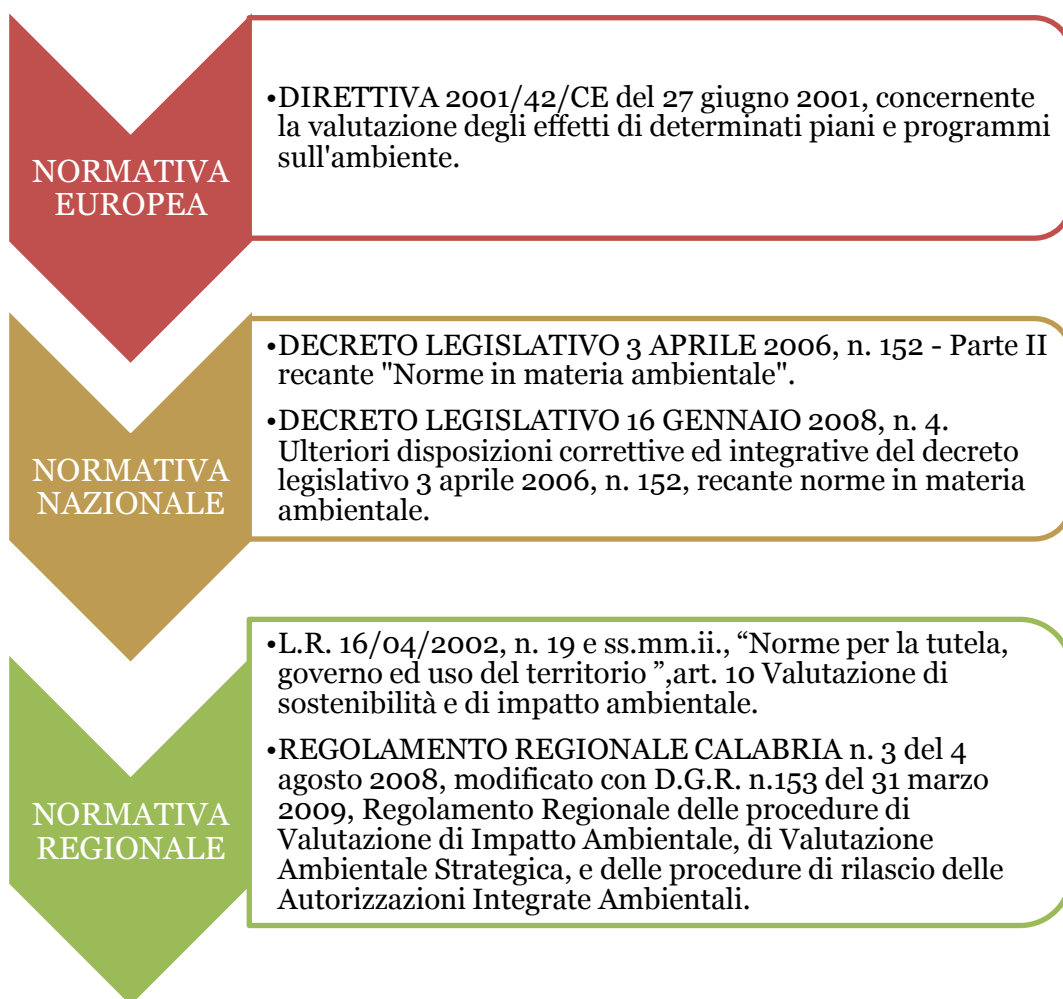 NORMATIVA
EUROPEA
•DIRETTIVA 2001/42/CE del 27 giugno 2001, concernente
la valutazione degli effetti di determinati piani e programmi
sull'ambiente.
NORMATIVA
NAZIONALE
•DECRETO LEGISLATIVO 3 APRILE 2006, n. 152 - Parte II
recante "Norme in materia ambientale".
•DECRETO LEGISLATIVO 16 GENNAIO 2008, n. 4.
Ulteriori disposizioni correttive ed integrative del decreto
legislativo 3 aprile 2006, n. 152, recante norme in materia
ambientale.
NORMATIVA
REGIONALE
•L.R. 16/04/2002, n. 19 e ss.mm.ii., “Norme per la tutela,
governo ed uso del territorio ”,art. 10 Valutazione di
sostenibilità e di impatto ambientale.
•REGOLAMENTO REGIONALE CALABRIA n. 3 del 4
agosto 2008, modificato con D.G.R. n.153 del 31 marzo
2009, Regolamento Regionale delle procedure di
Valutazione di Impatto Ambientale, di Valutazione
Ambientale Strategica, e delle procedure di rilascio delle
Autorizzazioni Integrate Ambientali.